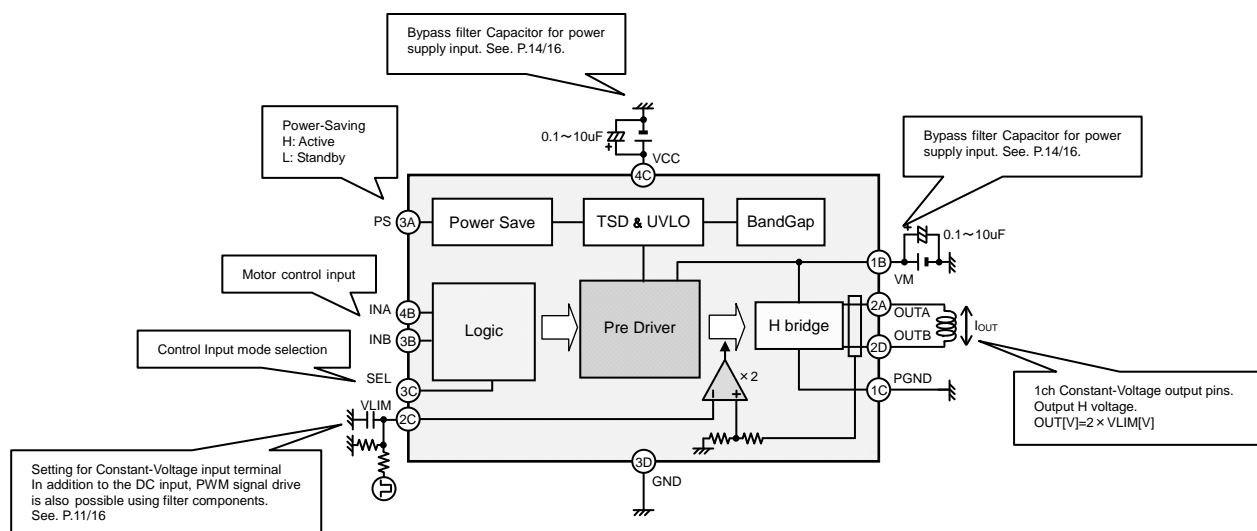 Bypass filter Capacitor for power
supply input. See. P.14/16.
Power-Saving
H: Active
L: Standby
0.1～10uF
+
VCC
4C
Bypass filter Capacitor for power
supply input. See. P.14/16.
PS
3A
Power Save
TSD & UVLO
BandGap
+
0.1～10uF
1B
VM
Motor control input
INA
4B
INB
3B
Logic
Pre Driver
H bridge
2A
OUTA
OUTB
2D
IOUT
Control Input mode selection
SEL
3C
×2
- +
PGND
1C
VLIM
2C
1ch Constant-Voltage output pins.
Output H voltage.
OUT[V]=2×VLIM[V]
3D
GND
Setting for Constant-Voltage input terminal
In addition to the DC input, PWM signal drive
is also possible using filter components.
See. P.11/16